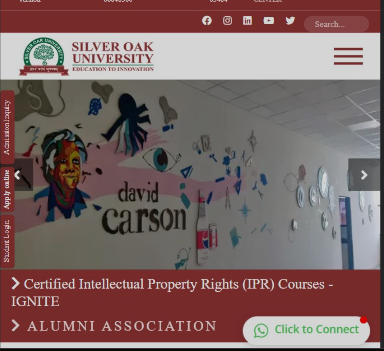 Search...
SILVER OAK
UNIVERSITY
EDUCATION TO INNOVATION
Admission Inquiry
Apply online
Student Login
david
carson
Certified Intellectual Property Rights (IPR) Courses -
IGNITE
ALUMNI ASSOCIATION
Click to Connect